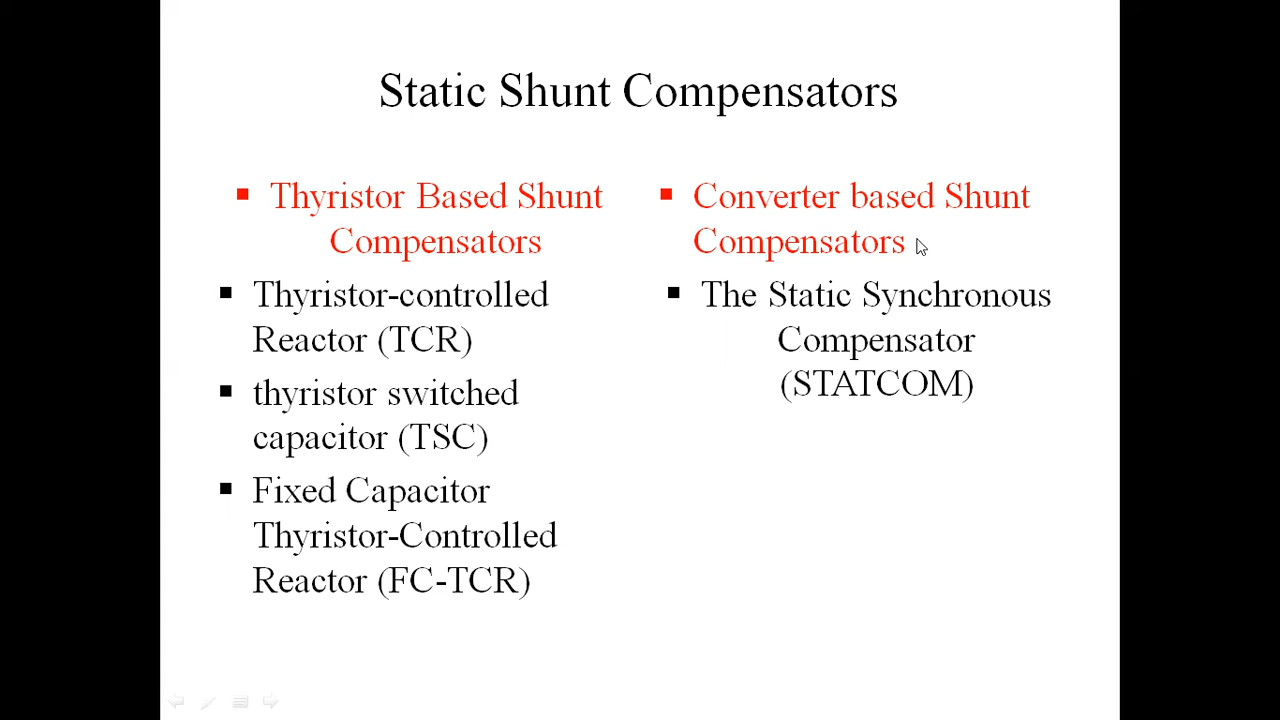 Static Shunt Compensators
▪ Thyristor Based Shunt
Compensators
▪ Thyristor-controlled
Reactor (TCR)
▪ thyristor switched
capacitor (TSC)
▪ Fixed Capacitor
Thyristor-Controlled
Reactor (FC-TCR)
▪ Converter based Shunt
Compensators
▪ The Static Synchronous
Compensator
(STATCOM)